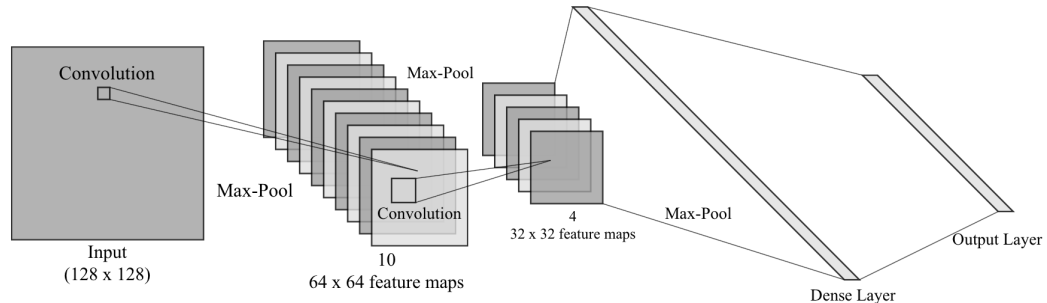 Convolution
Input
(128 x 128)
Max-Pool
Max-Pool
Convolution
10
64 x 64 feature maps
4
32 x 32 feature maps
Max-Pool
Dense Layer
Output Layer